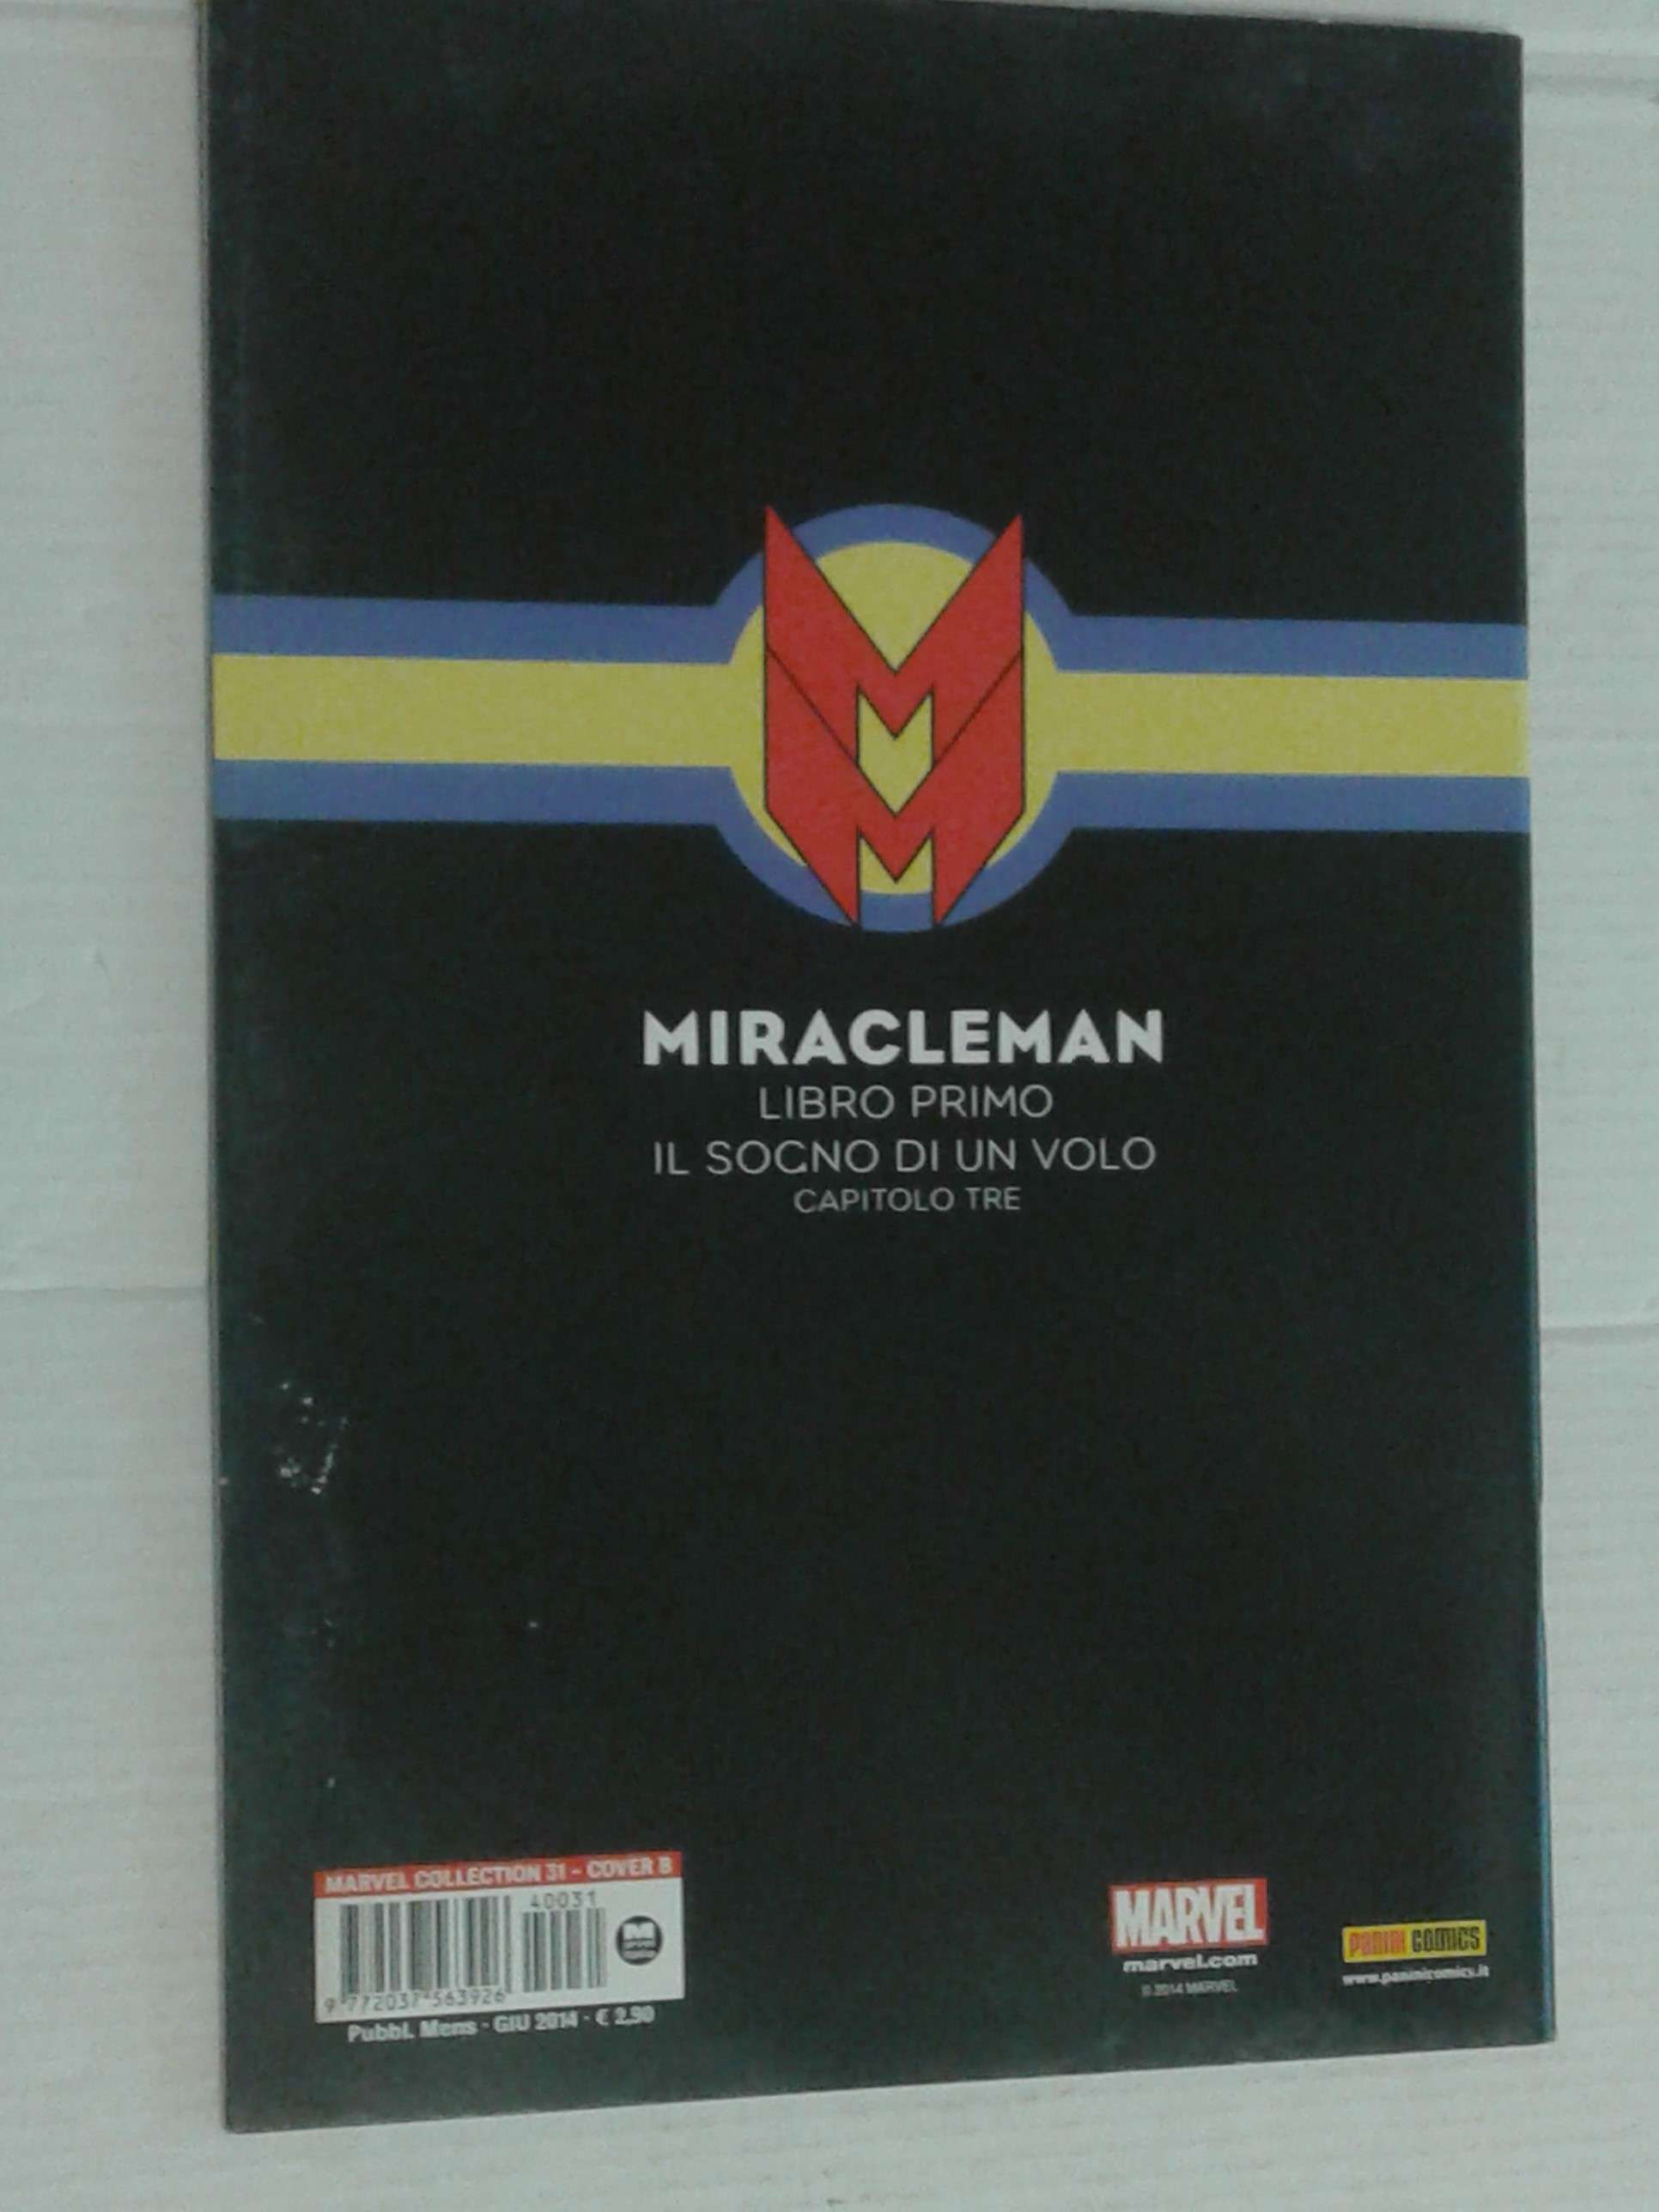 MIRACLEMAN
LIBRO PRIMO
IL SOGNO DI UN VOLO
CAPITOLO TRE
MARVEL COLLECTION 31 - COVER B
40031
9 772037 563926
Pubbl. Mens - GIU 2014 - € 2,90
MARVEL
marvel.com
© 2014 MARVEL
PANINI COMICS
www.paninicomics.it